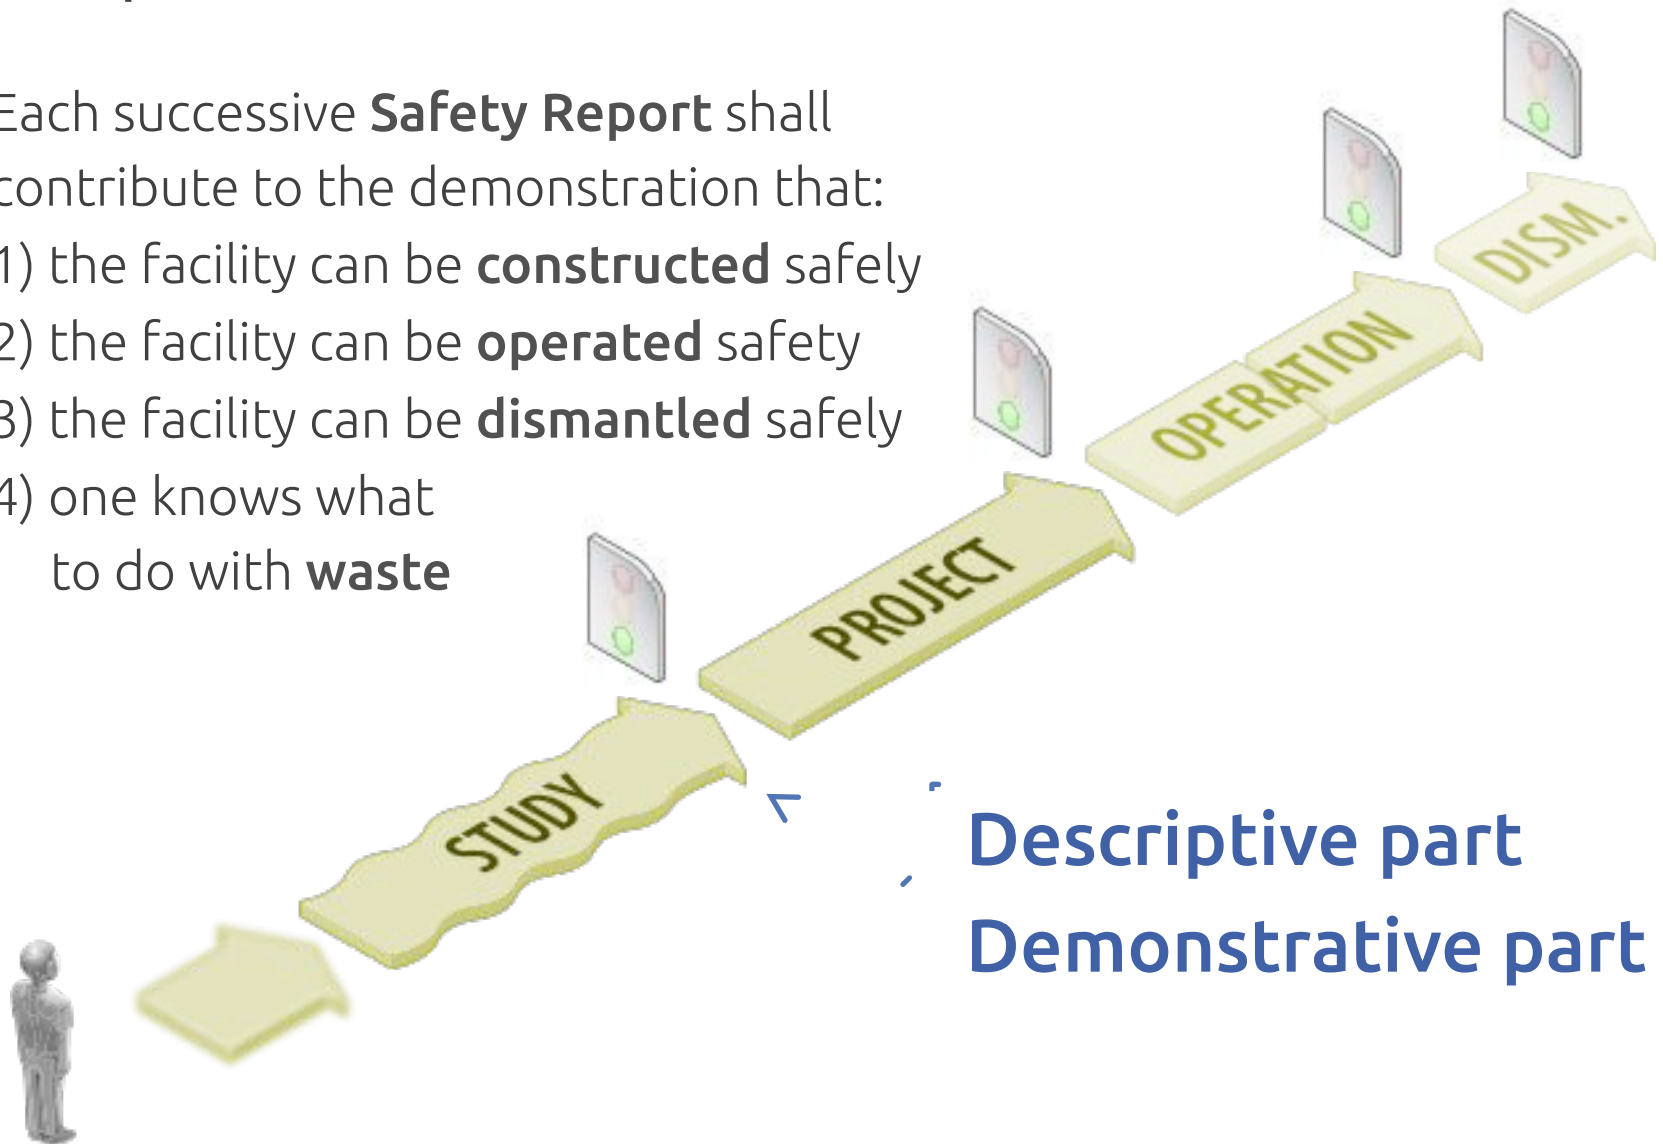 Each successive Safety Report shall
contribute to the demonstration that:
1) the facility can be constructed safely
2) the facility can be operated safety
3) the facility can be dismantled safely
4) one knows what
to do with waste
DISM.
OPERATION
PROJECT
STUDY
Descriptive part
Demonstrative part